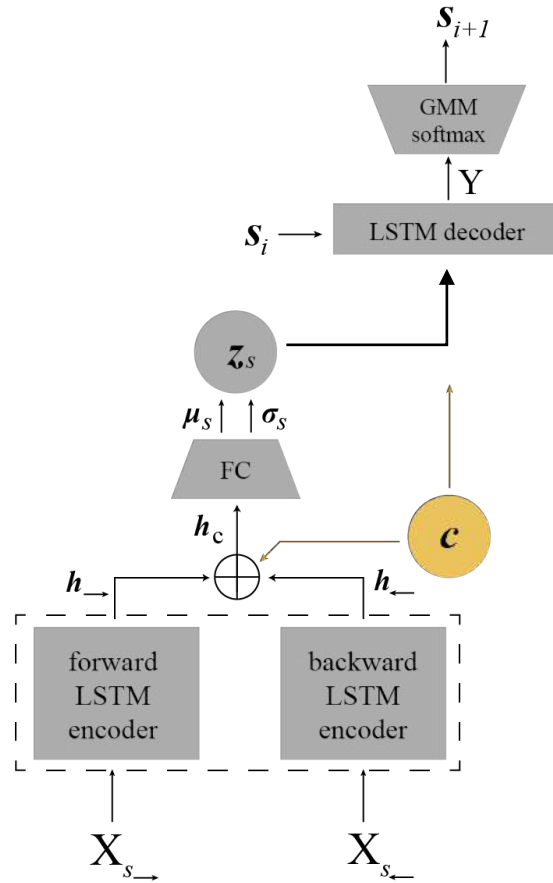 s_{i+1}
GMM
softmax
Y
s_i
LSTM decoder
z_s
μ_s σ_s
FC
h_c
c
h→ h←
forward
LSTM
encoder
backward
LSTM
encoder
X_s→ X_s←